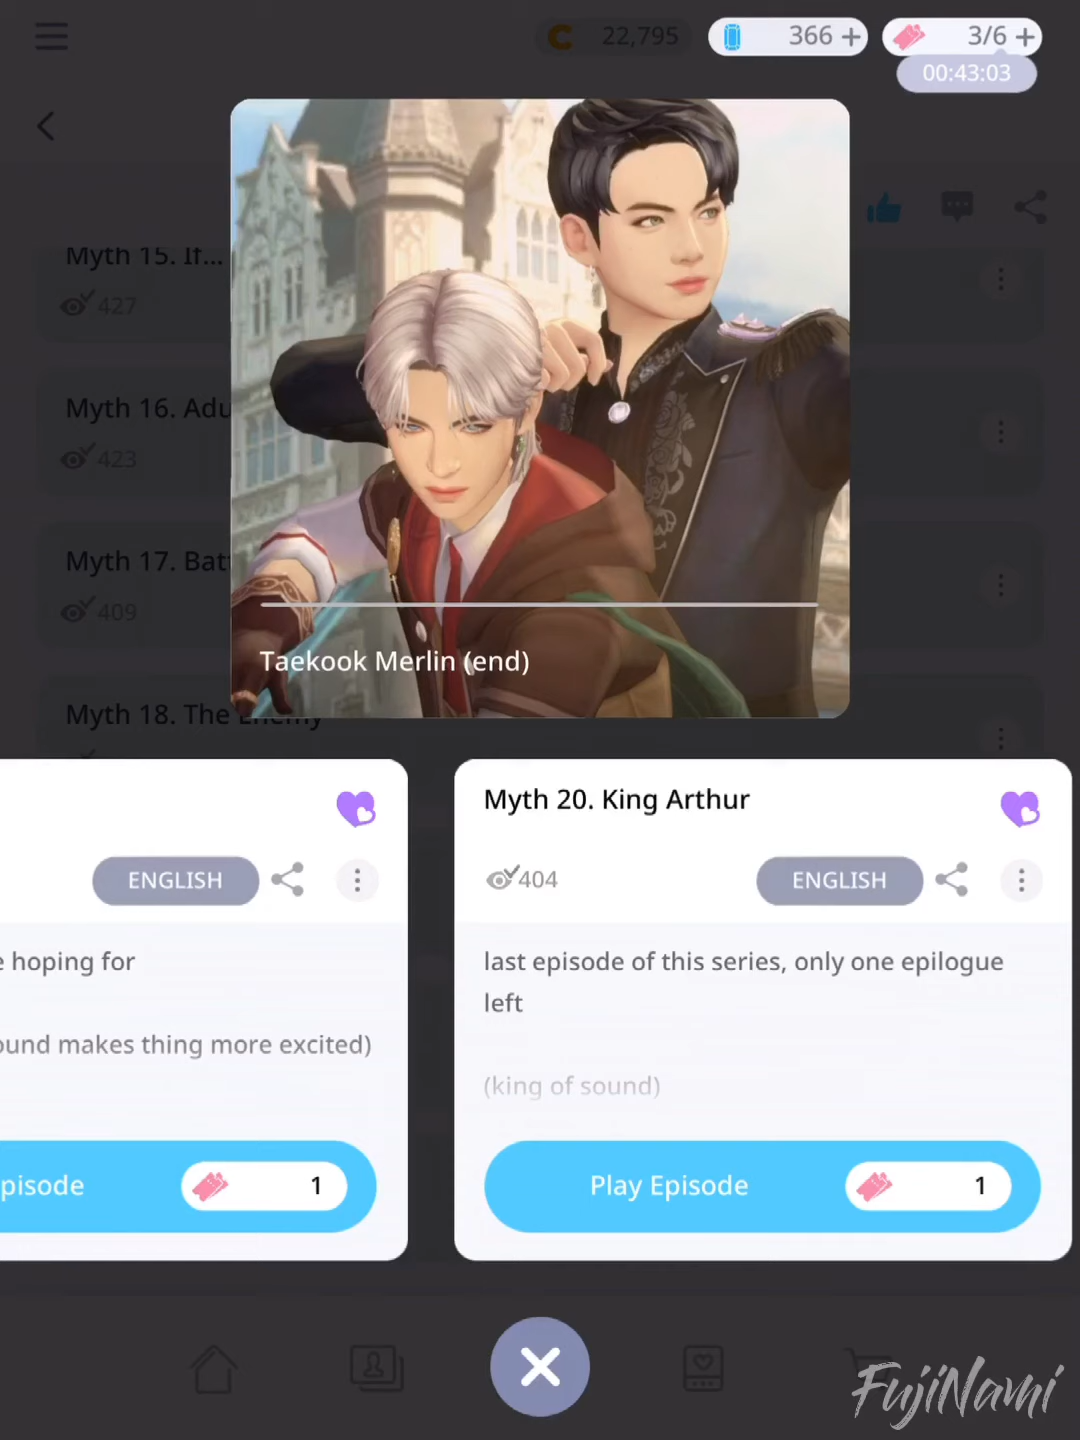 C 22,795
366 +
3/6 +
00:43:03
Myth 15. If...
427
Myth 16. Adu
423
Myth 17. Bat
409
Taekook Merlin (end)
Myth 18. The Enemy
Myth 20. King Arthur
ENGLISH
404
ENGLISH
hoping for
last episode of this series, only one epilogue
left
ound makes thing more excited)
(king of sound)
pisode
1
Play Episode
1
FujiNami